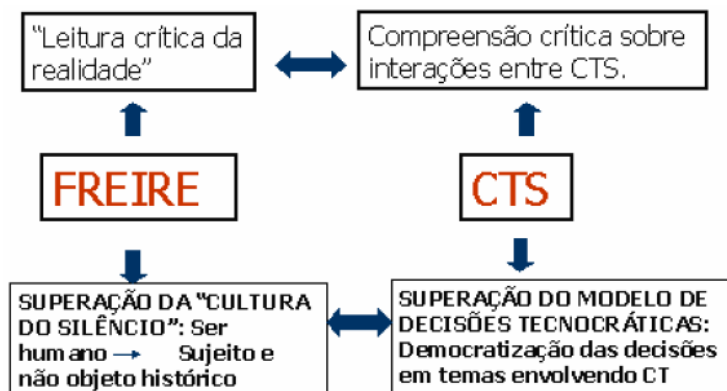 “Leitura crítica da
realidade”
Compreensão crítica sobre
interações entre CTS.
FREIRE
CTS
SUPERAÇÃO DA “CULTURA
DO SILÊNCIO”: Ser
humano → Sujeito e
não objeto histórico
SUPERAÇÃO DO MODELO DE
DECISÕES TECNOCRÁTICAS:
Democratização das decisões
em temas envolvendo CT